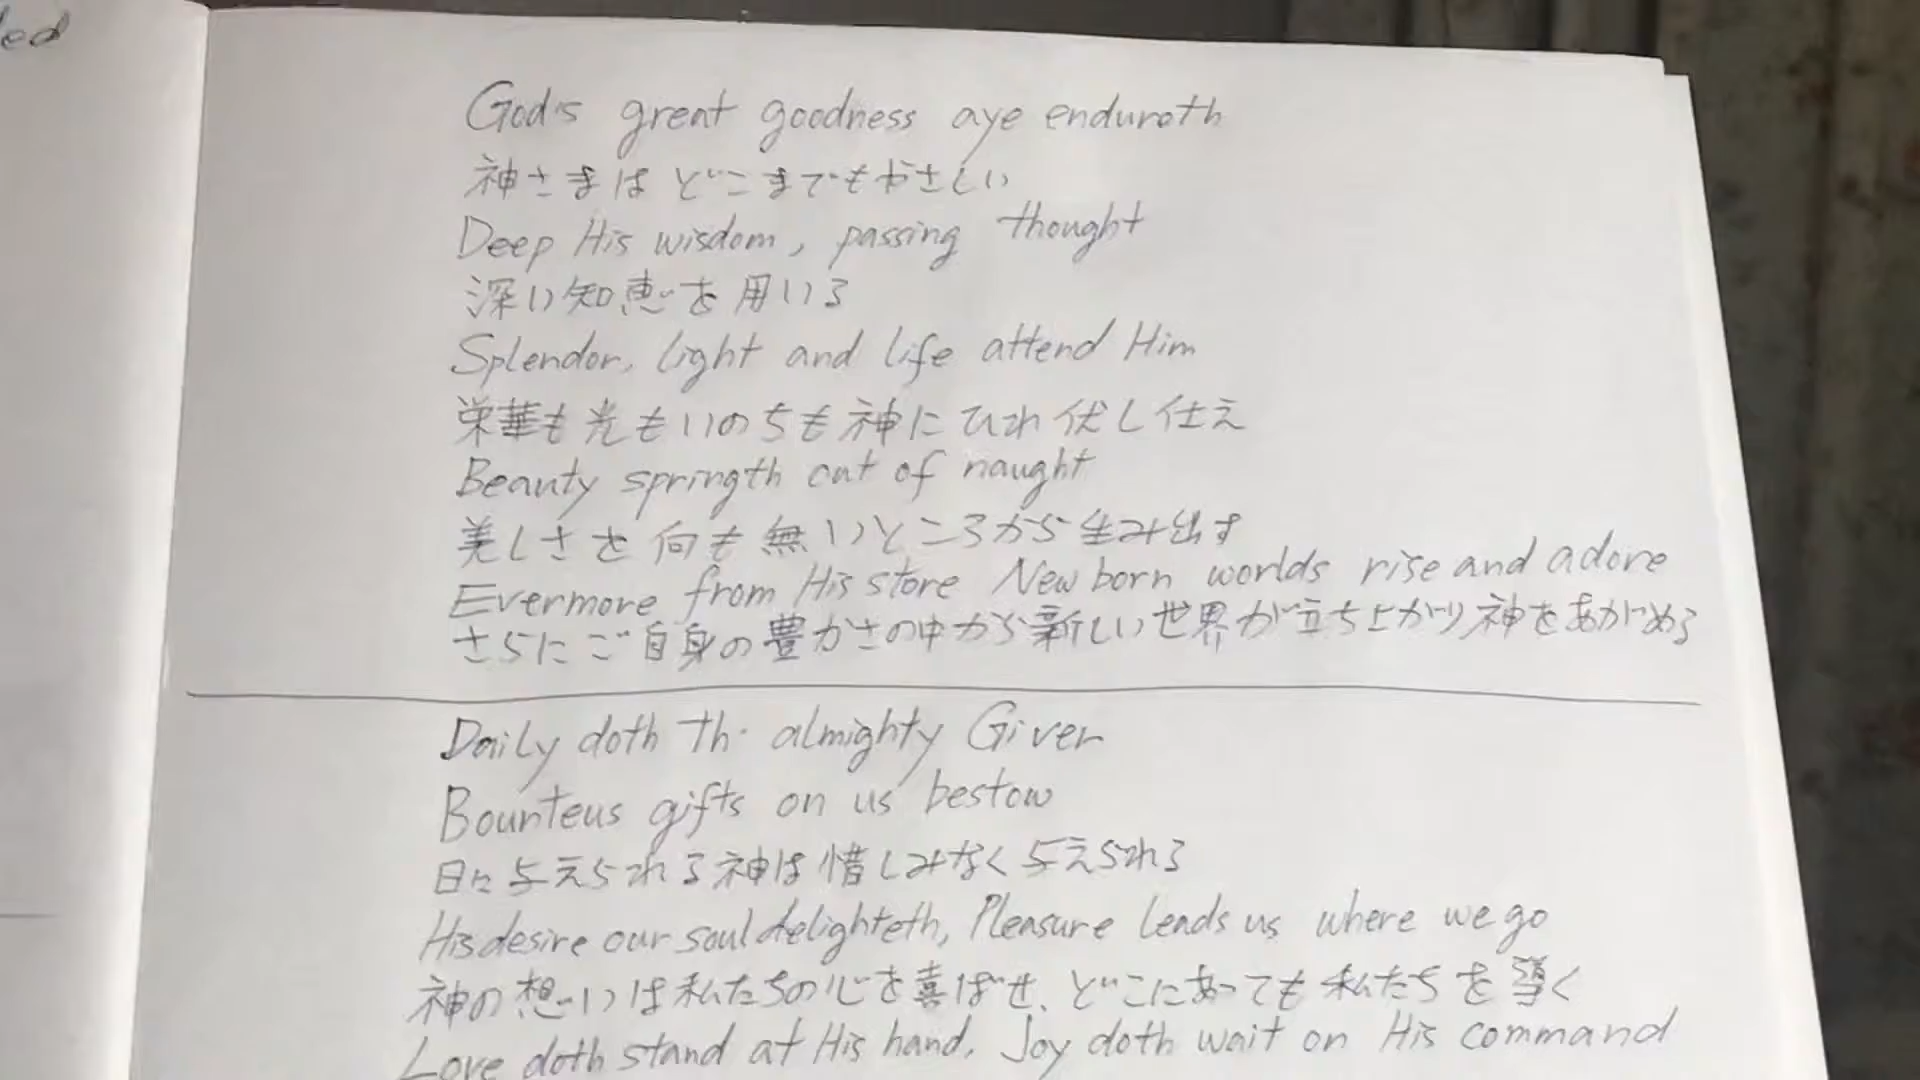 led
God's great goodness aye endureth
神さまはどこまでもやさしい
Deep His wisdom, passing thought
深い知恵を用いる
Splendor, light and life attend Him
栄華も光もいのちも神にひれ伏し仕え
Beauty springth out of naught
美しさを何も無いところから生み出す
Evermore from His store New born worlds rise and adore
さらにご自身の豊かさの中から新しい世界が立ち上がり神をあがめる
Daily doth th. almighty Giver
Bounteus gifts on us bestow
日々与えられる神は惜しみなく与えられる
His desire our soul delighteth, Pleasure leads us where we go
神の想いは私たちの心を喜ばせ、どこにあっても私たちを導く
Love doth stand at His hand, Joy doth wait on His command